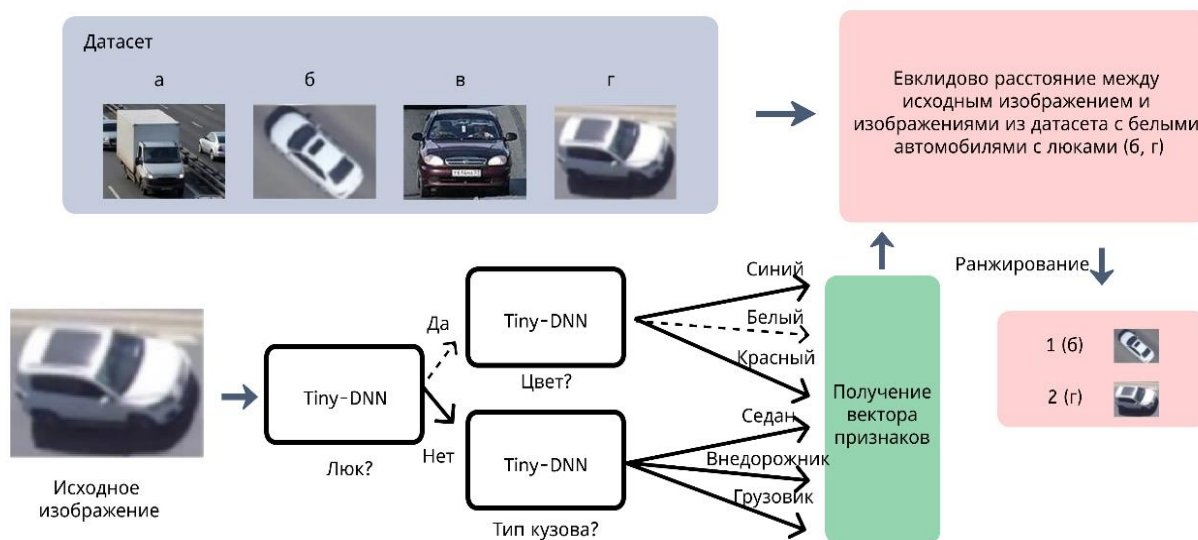 Датасет
а
б
в
г
Евклидово расстояние между
исходным изображением и
изображениями из датасета с белыми
автомобилями с люками (б, г)
Исходное
изображение
Tiny-DNN
Люк?
Да
Нет
Tiny-DNN
Цвет?
Tiny-DNN
Тип кузова?
Синий
Белый
Красный
Седан
Внедорожник
Грузовик
Получение
вектора
признаков
Ранжирование
1 (б)
2 (г)